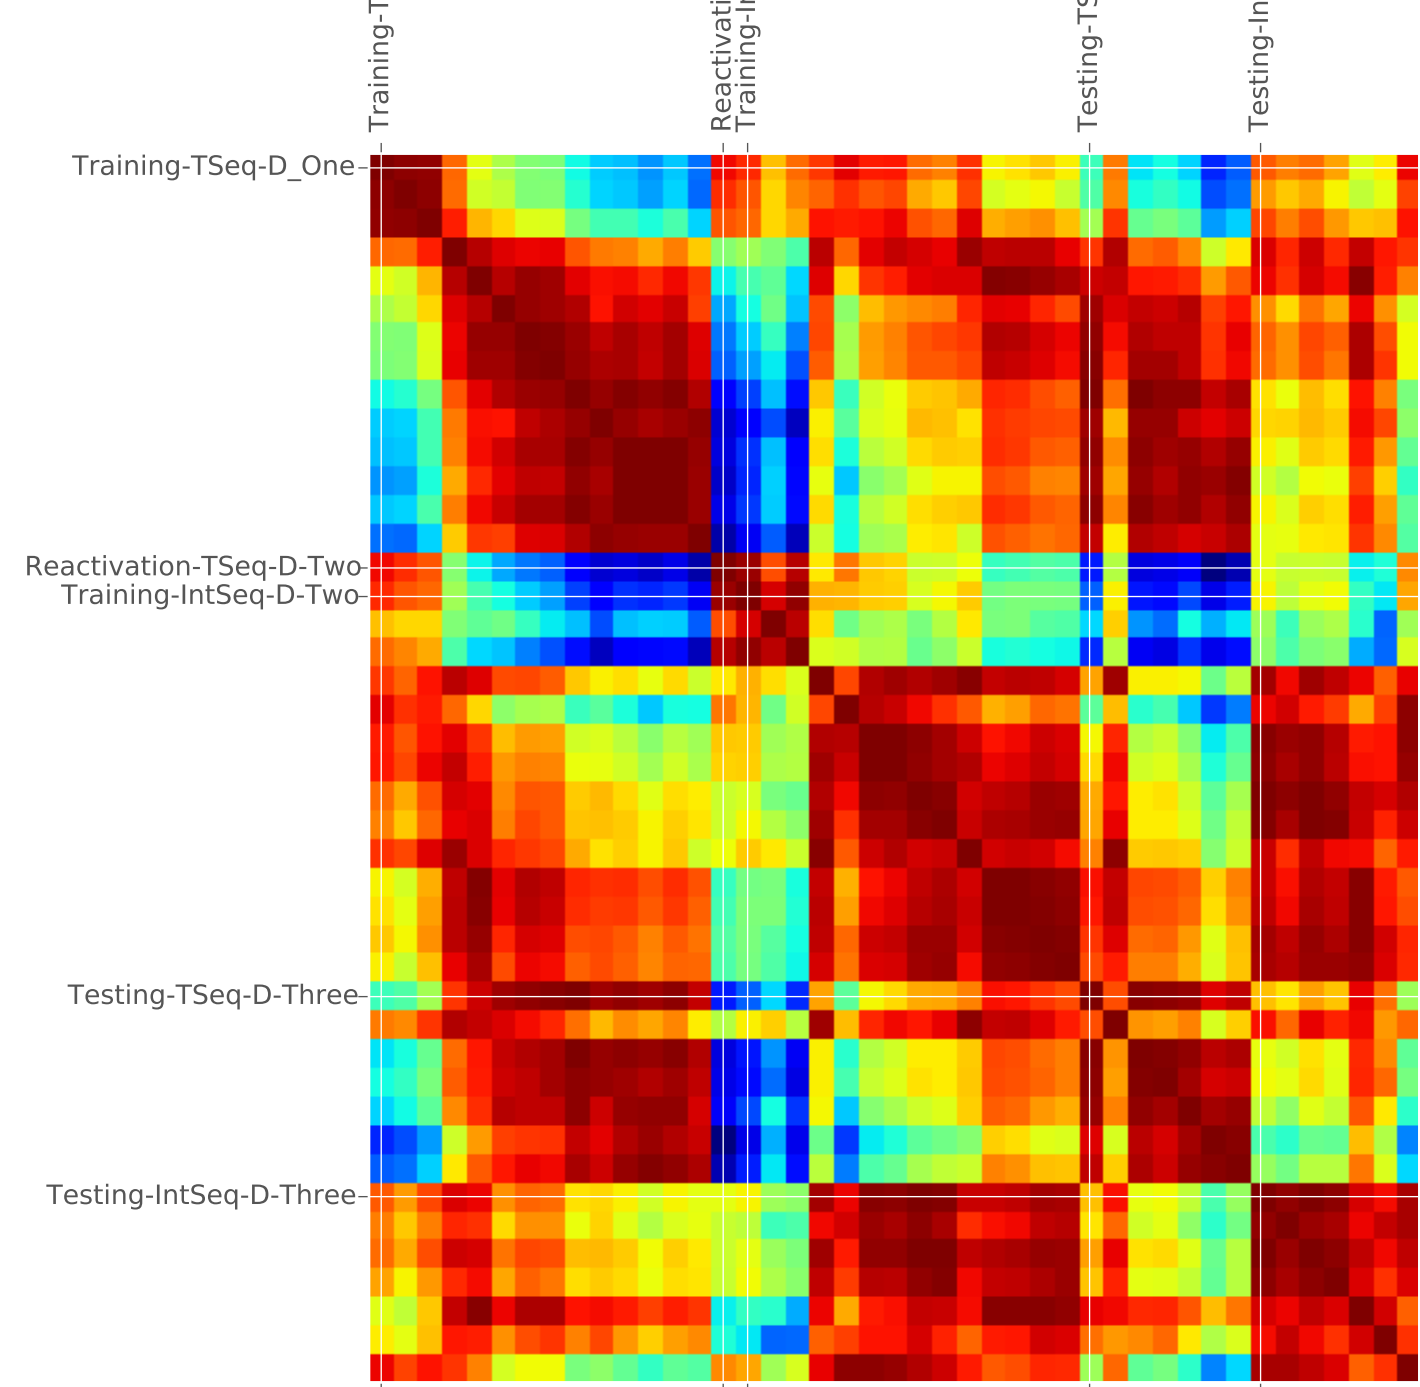 Training-T
Reactivati
Training-In
Testing-TS
Testing-In
Training-TSeq-D_One
Reactivation-TSeq-D-Two
Training-IntSeq-D-Two
Testing-TSeq-D-Three
Testing-IntSeq-D-Three